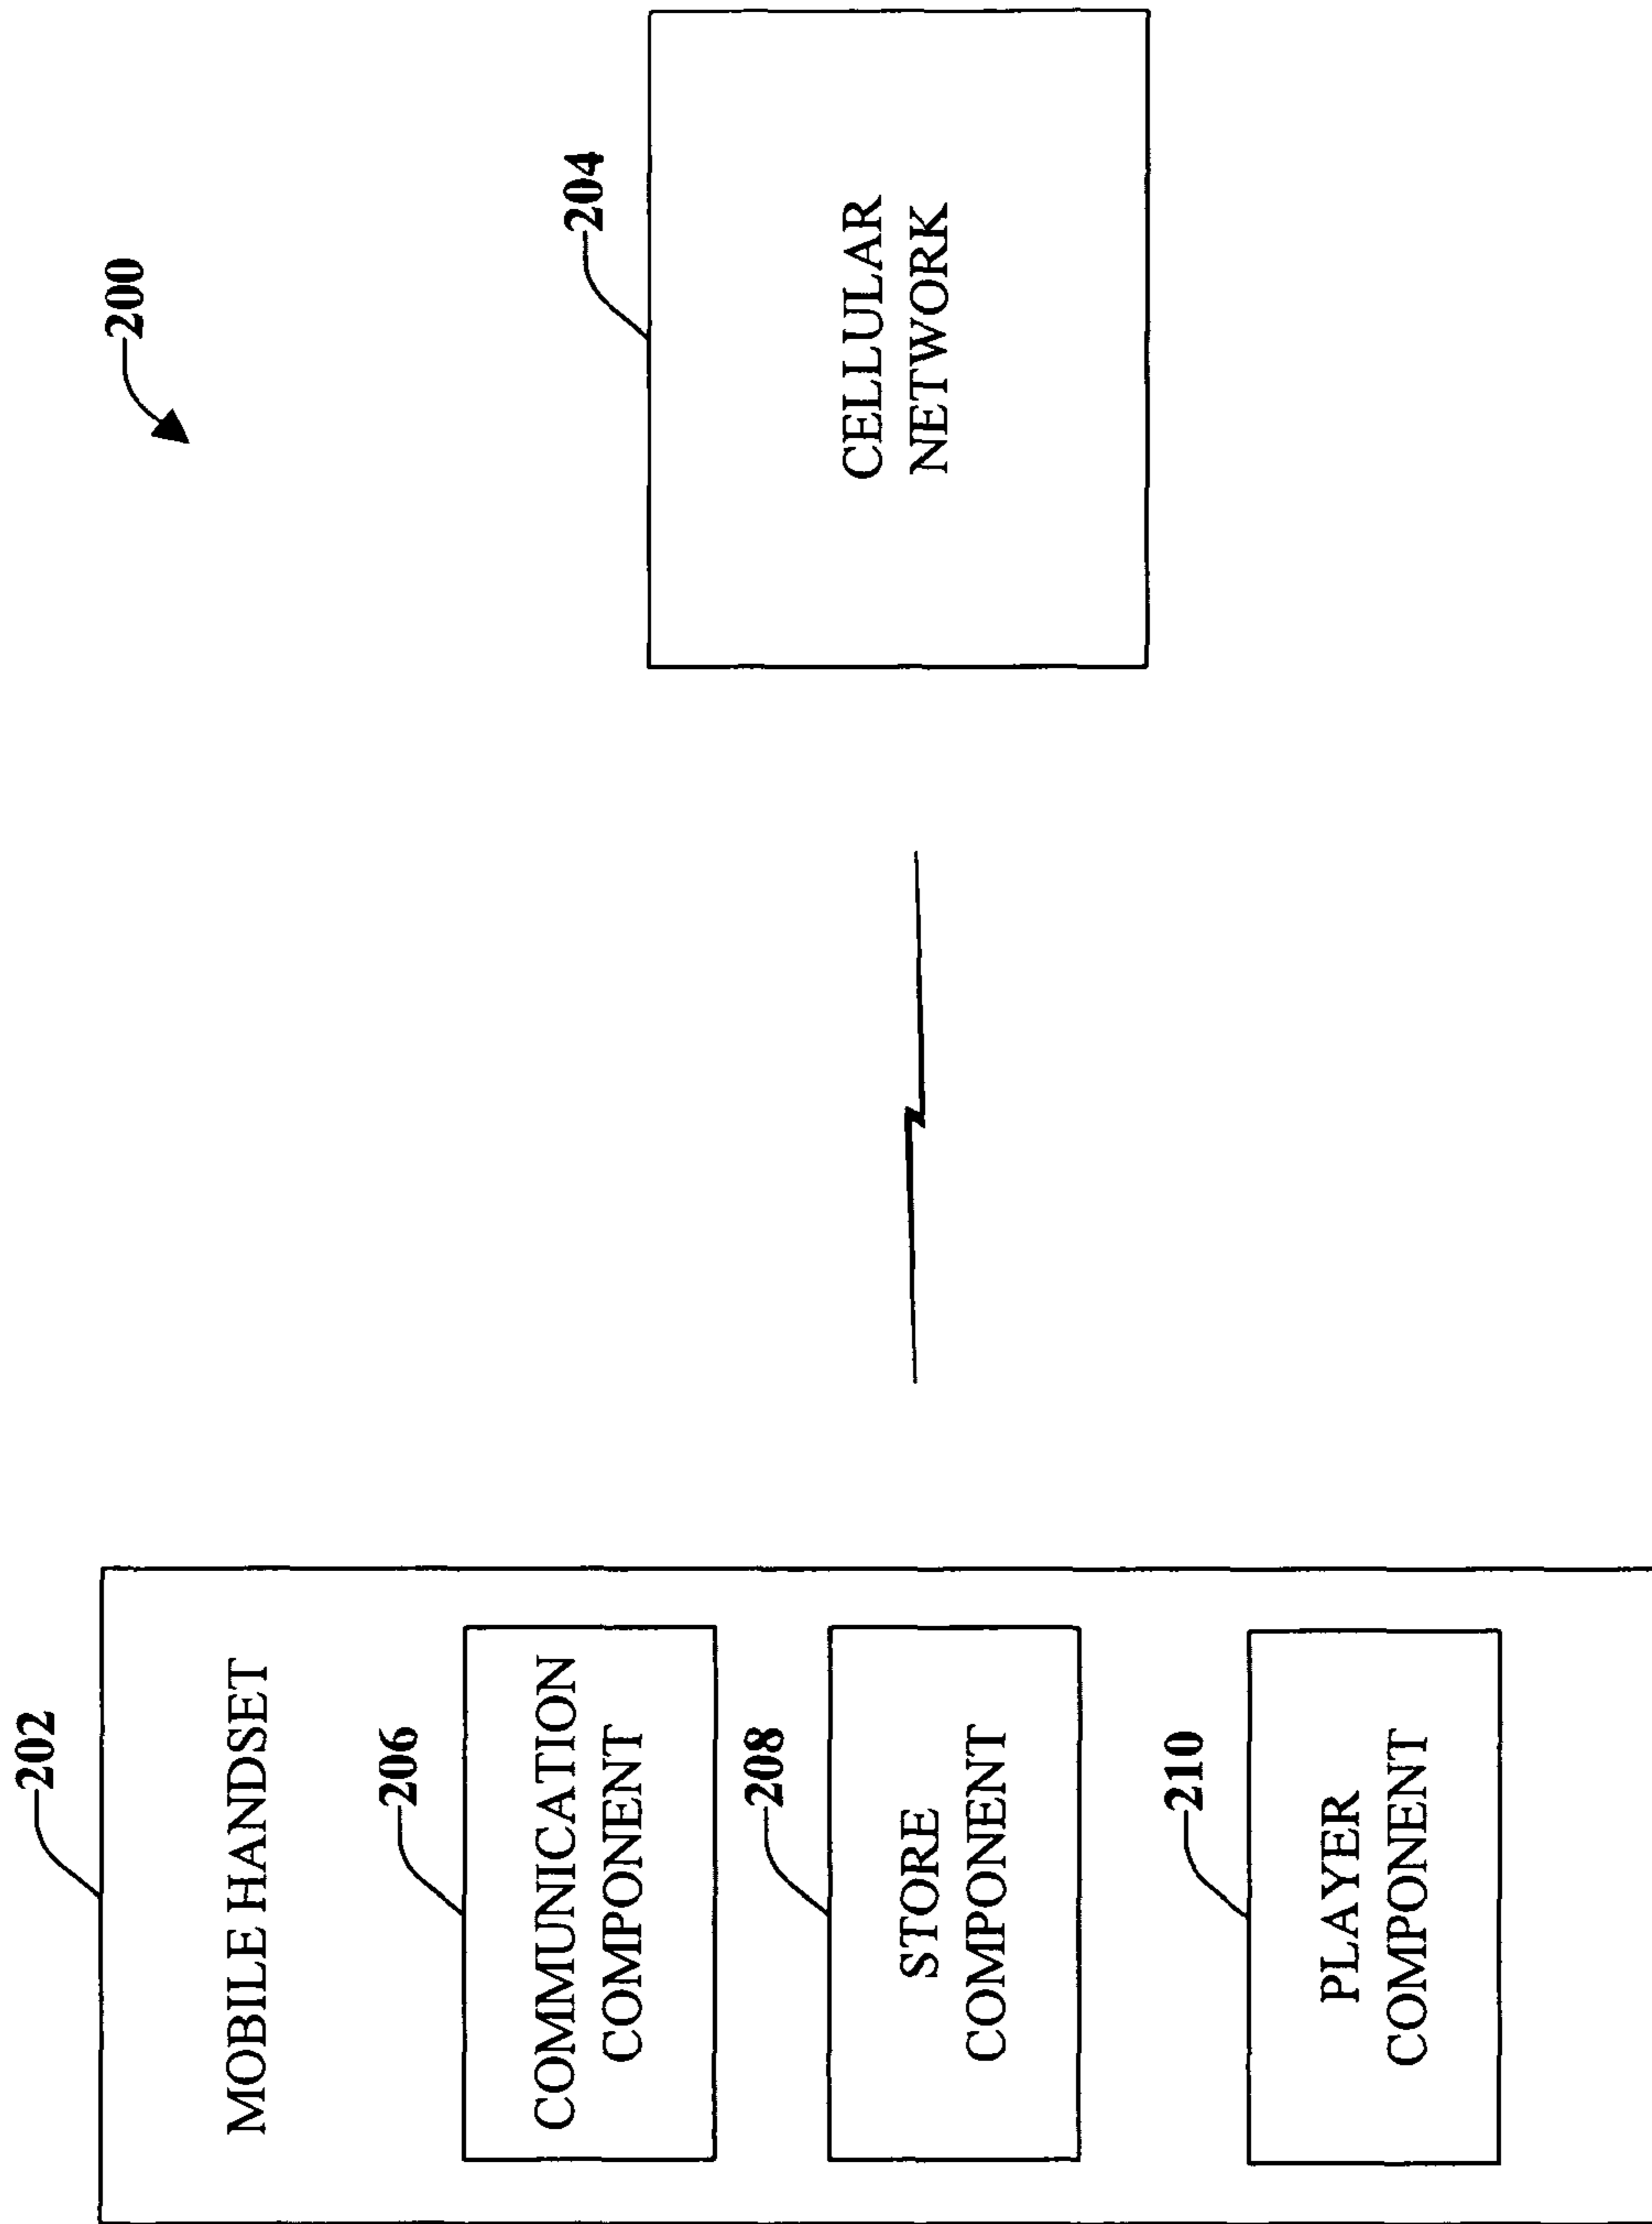 200
202
MOBILE HANDSET
206
COMMUNICATION
COMPONENT
208
STORE
COMPONENT
210
PLAYER
COMPONENT
204
CELLULAR
NETWORK